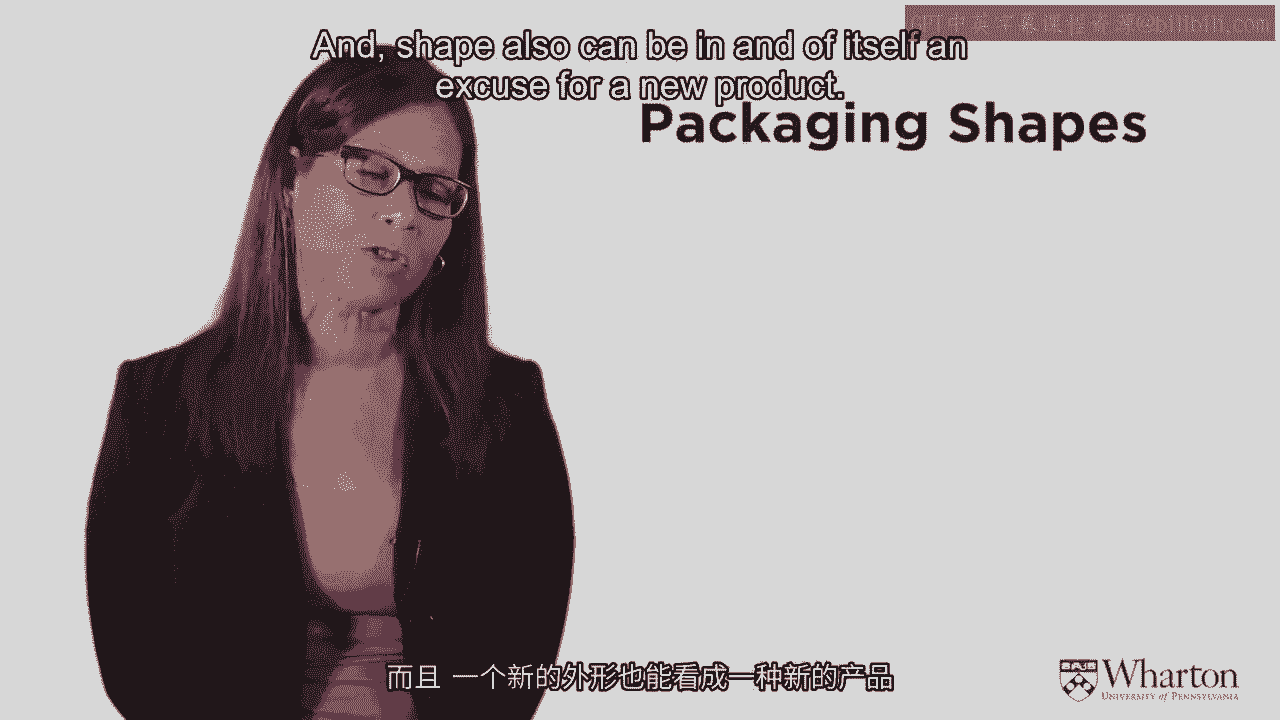 And, shape also can be in and of itself an
excuse for a new product.
Packaging Shapes
而且 一个新的外形也能看成一种新的产品
Wharton
UNIVERSITY of PENNSYLVANIA